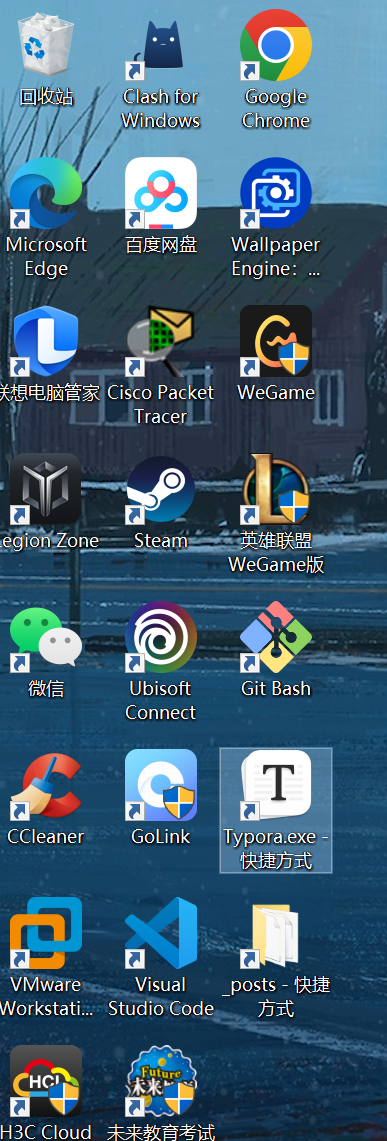 回收站
Clash for
Windows
Google
Chrome
Microsoft
Edge
百度网盘
Wallpaper
Engine: ...
联想电脑管家
Cisco Packet
Tracer
WeGame
egion Zone
Steam
英雄联盟
WeGame版
微信
Ubisoft
Connect
Git Bash
CCleaner
GoLink
T
Typora.exe -
快捷方式
VMware
Workstati...
Visual
Studio Code
_posts - 快捷
方式
HCL
H3C Cloud
Future
未来教育
未来教育考试